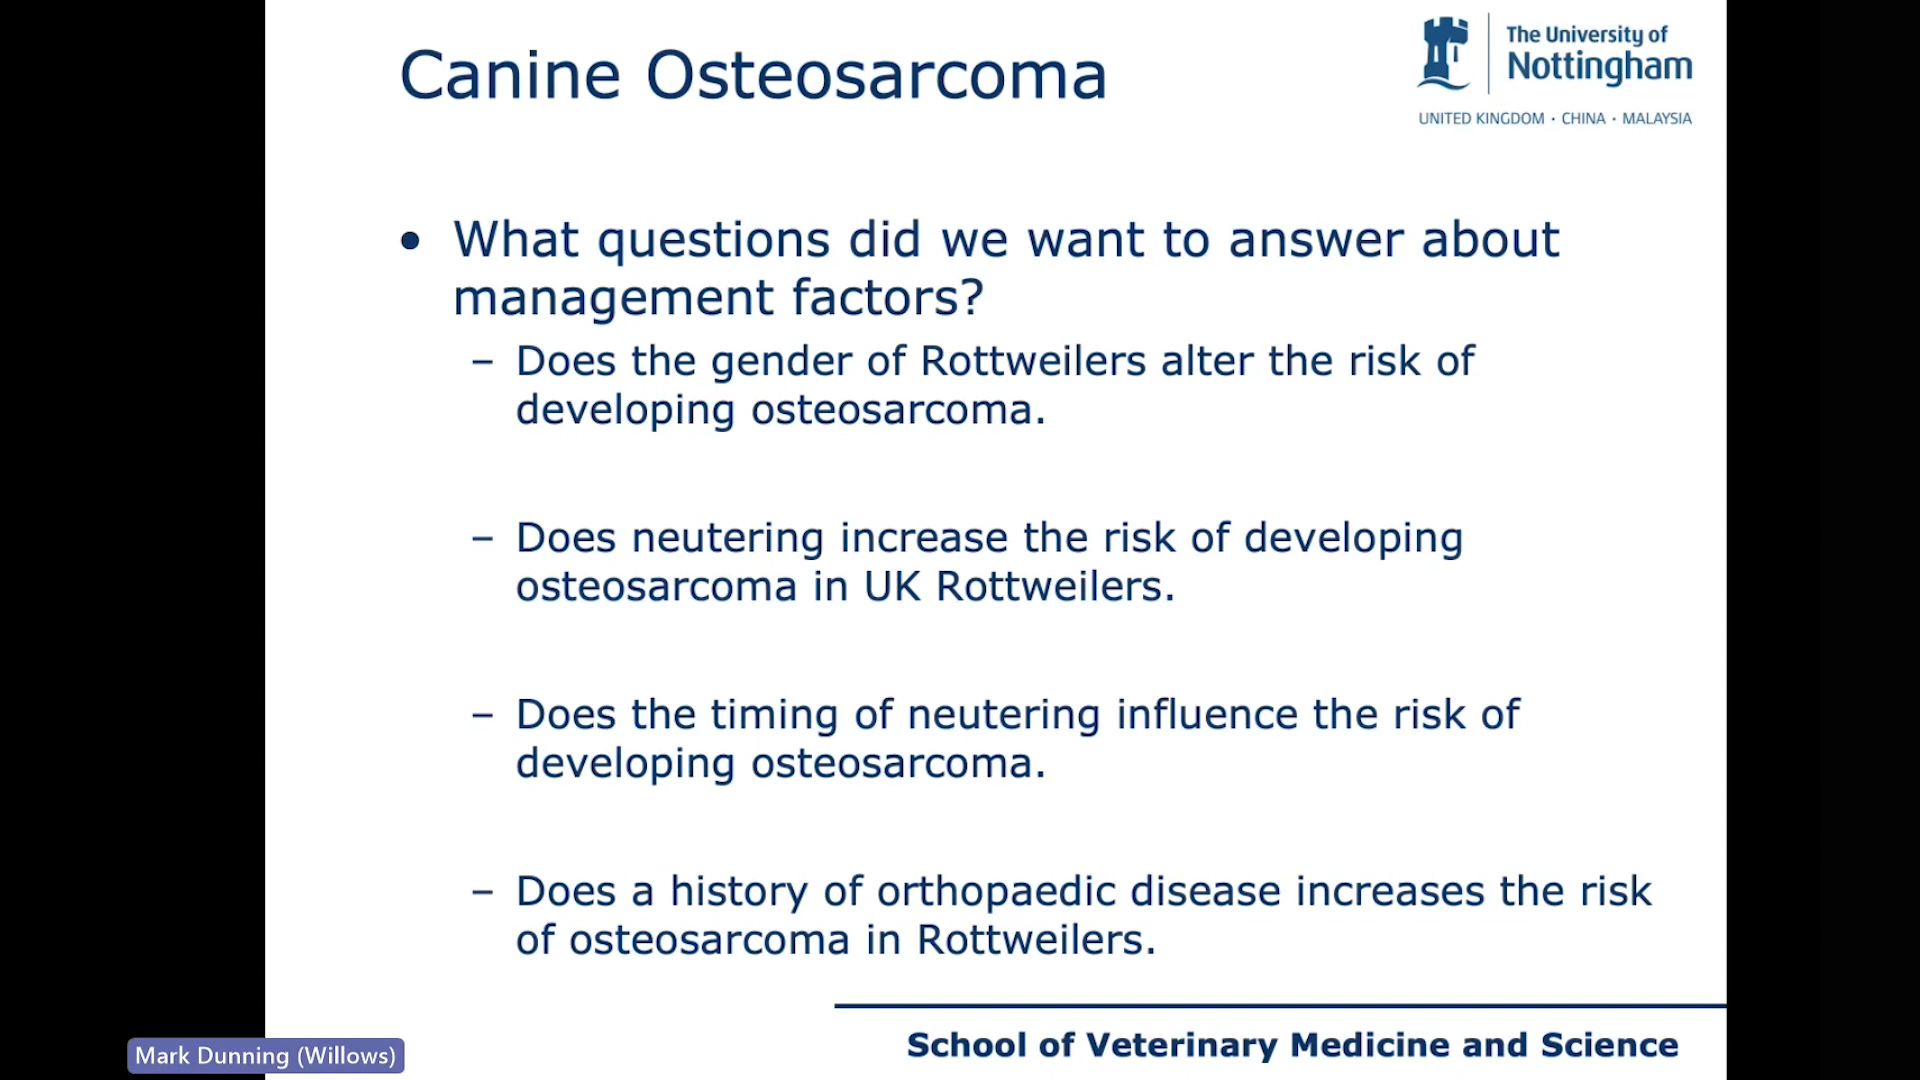 Canine Osteosarcoma
The University of
Nottingham
UNITED KINGDOM · CHINA · MALAYSIA
• What questions did we want to answer about
management factors?
– Does the gender of Rottweilers alter the risk of
developing osteosarcoma.
– Does neutering increase the risk of developing
osteosarcoma in UK Rottweilers.
– Does the timing of neutering influence the risk of
developing osteosarcoma.
– Does a history of orthopaedic disease increases the risk
of osteosarcoma in Rottweilers.
School of Veterinary Medicine and Science
Mark Dunning (Willows)